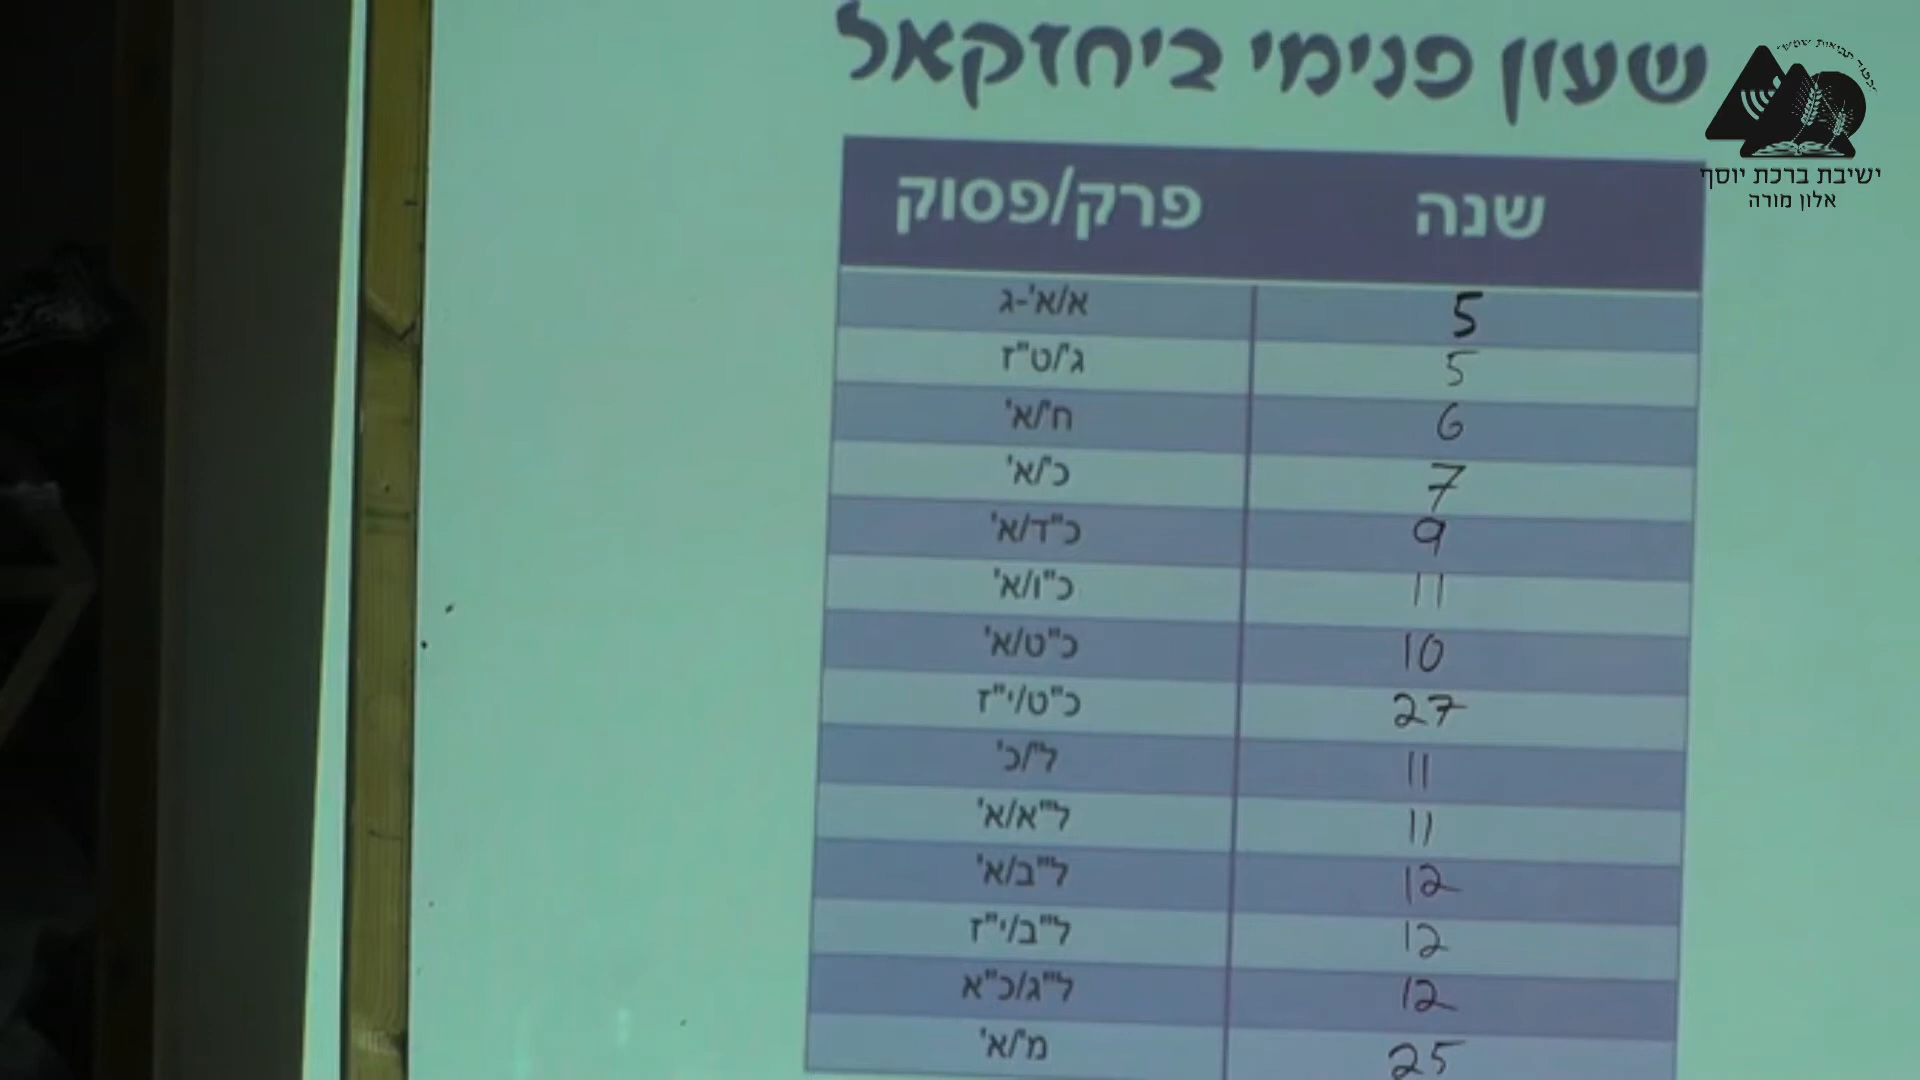 שעון פנימי ביחזקאל
שנה פרק/פסוק
5 א/א'-ג
5 ג'/ט"ז
6 ח'/א'
7 כ'/א'
9 כ"ד/א'
11 כ"ו/א'
10 כ"ט/א'
27 כ"ט/י"ז
11 ל'/כ'
11 ל"א/א'
12 ל"ב/א'
12 ל"ב/י"ז
12 ל"ג/כ"א
25 מ'/א'
ישיבת ברכת יוסף
אלון מורה